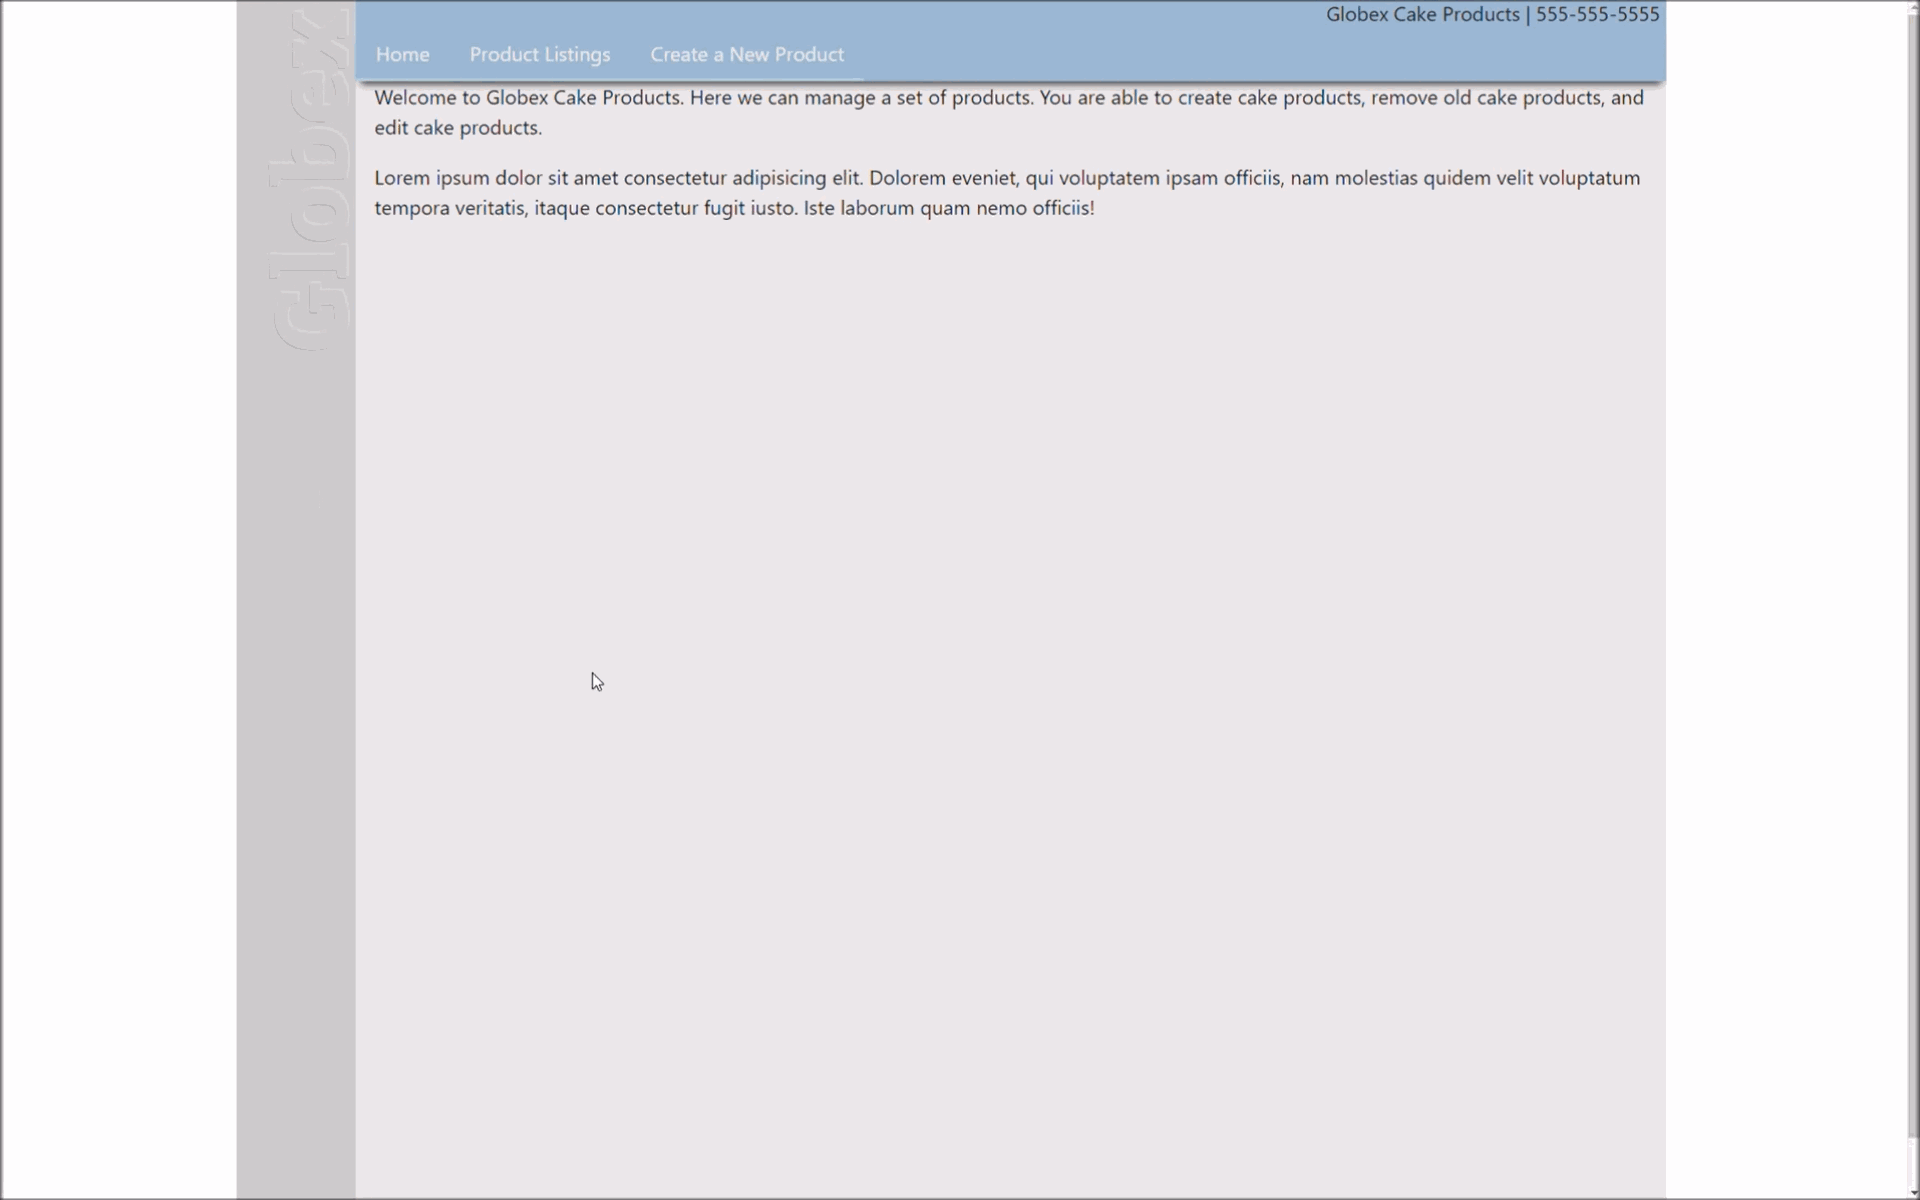 Globex
Globex Cake Products | 555-555-5555
Home Product Listings Create a New Product
Welcome to Globex Cake Products. Here we can manage a set of products. You are able to create cake products, remove old cake products, and
edit cake products.
Lorem ipsum dolor sit amet consectetur adipisicing elit. Dolorem eveniet, qui voluptatem ipsam officiis, nam molestias quidem velit voluptatum
tempora veritatis, itaque consectetur fugit iusto. Iste laborum quam nemo officiis!